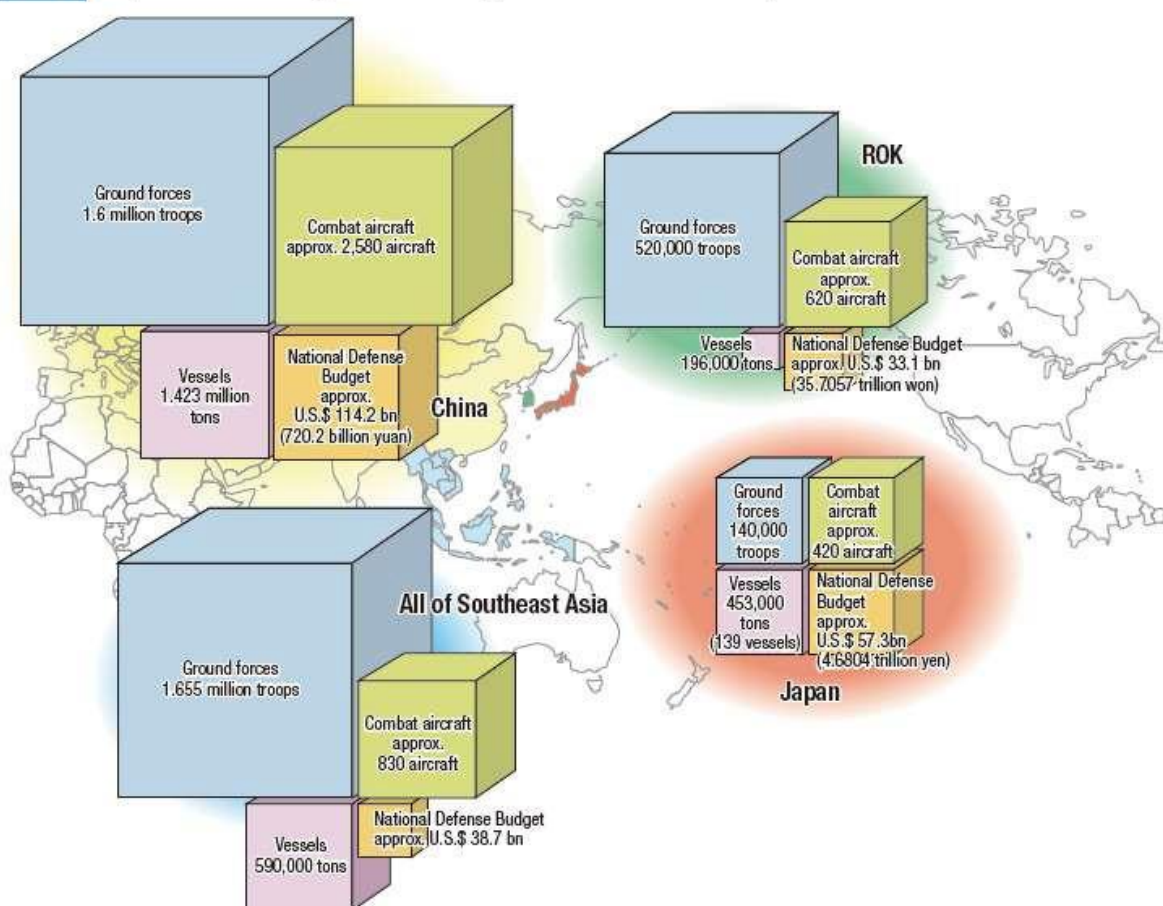 Ground forces
1.6 million troops
Combat aircraft
approx. 2,580 aircraft
Vessels
1.423 million
tons
National Defense
Budget
approx.
U.S.$ 114.2 bn
(720.2 billion yuan)
China
ROK
Ground forces
520,000 troops
Combat aircraft
approx.
620 aircraft
Vessels
196,000 tons
National Defense Budget
approx. U.S.$ 33.1 bn
(35.7057 trillion won)
Ground
forces
140,000
troops
Combat
aircraft
approx.
420 aircraft
Vessels
453,000
tons
(139 vessels)
National Defense
Budget
approx.
U.S.$ 57.3bn
(4.6804 trillion yen)
Japan
All of Southeast Asia
Ground forces
1.655 million troops
Combat aircraft
approx.
830 aircraft
Vessels
590,000 tons
National Defense Budget
approx. U.S.$ 38.7 bn